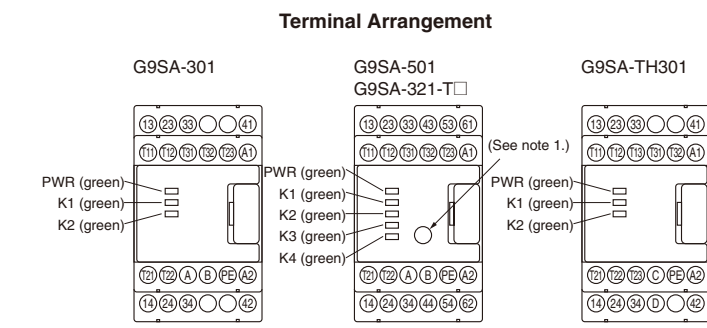 Terminal Arrangement
G9SA-301
13 23 33 41
T11 T12 T31 T32 T23 A1
PWR (green)
K1 (green)
K2 (green)
T21 T22 A B PE A2
14 24 34 42
G9SA-501
G9SA-321-T□
13 23 33 43 53 61
T11 T12 T31 T32 T23 A1
(See note 1.)
PWR (green)
K1 (green)
K2 (green)
K3 (green)
K4 (green)
T21 T22 A B PE A2
14 24 34 44 54 62
G9SA-TH301
13 23 33 41
T11 T12 T13 T31 T32 A1
PWR (green)
K1 (green)
K2 (green)
T21 T22 T23 C PE A2
14 24 34 D 42